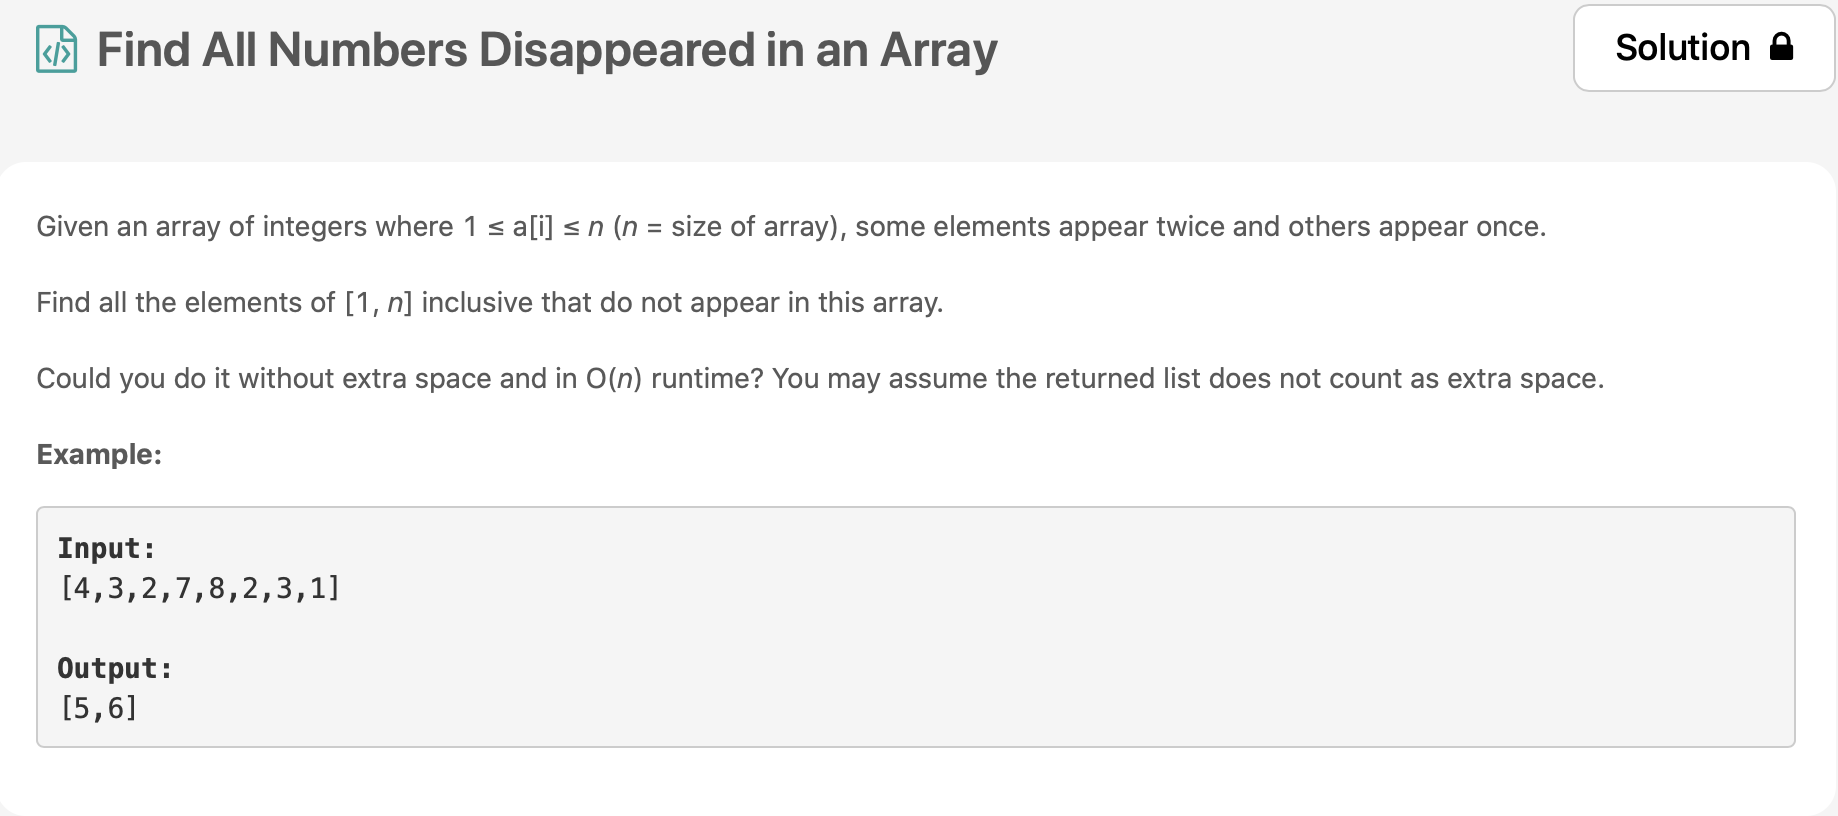 Find All Numbers Disappeared in an Array
Solution
Given an array of integers where 1 ≤ a[i] ≤ n (n = size of array), some elements appear twice and others appear once.
Find all the elements of [1, n] inclusive that do not appear in this array.
Could you do it without extra space and in O(n) runtime? You may assume the returned list does not count as extra space.
Example:
Input:
[4,3,2,7,8,2,3,1]
Output:
[5,6]